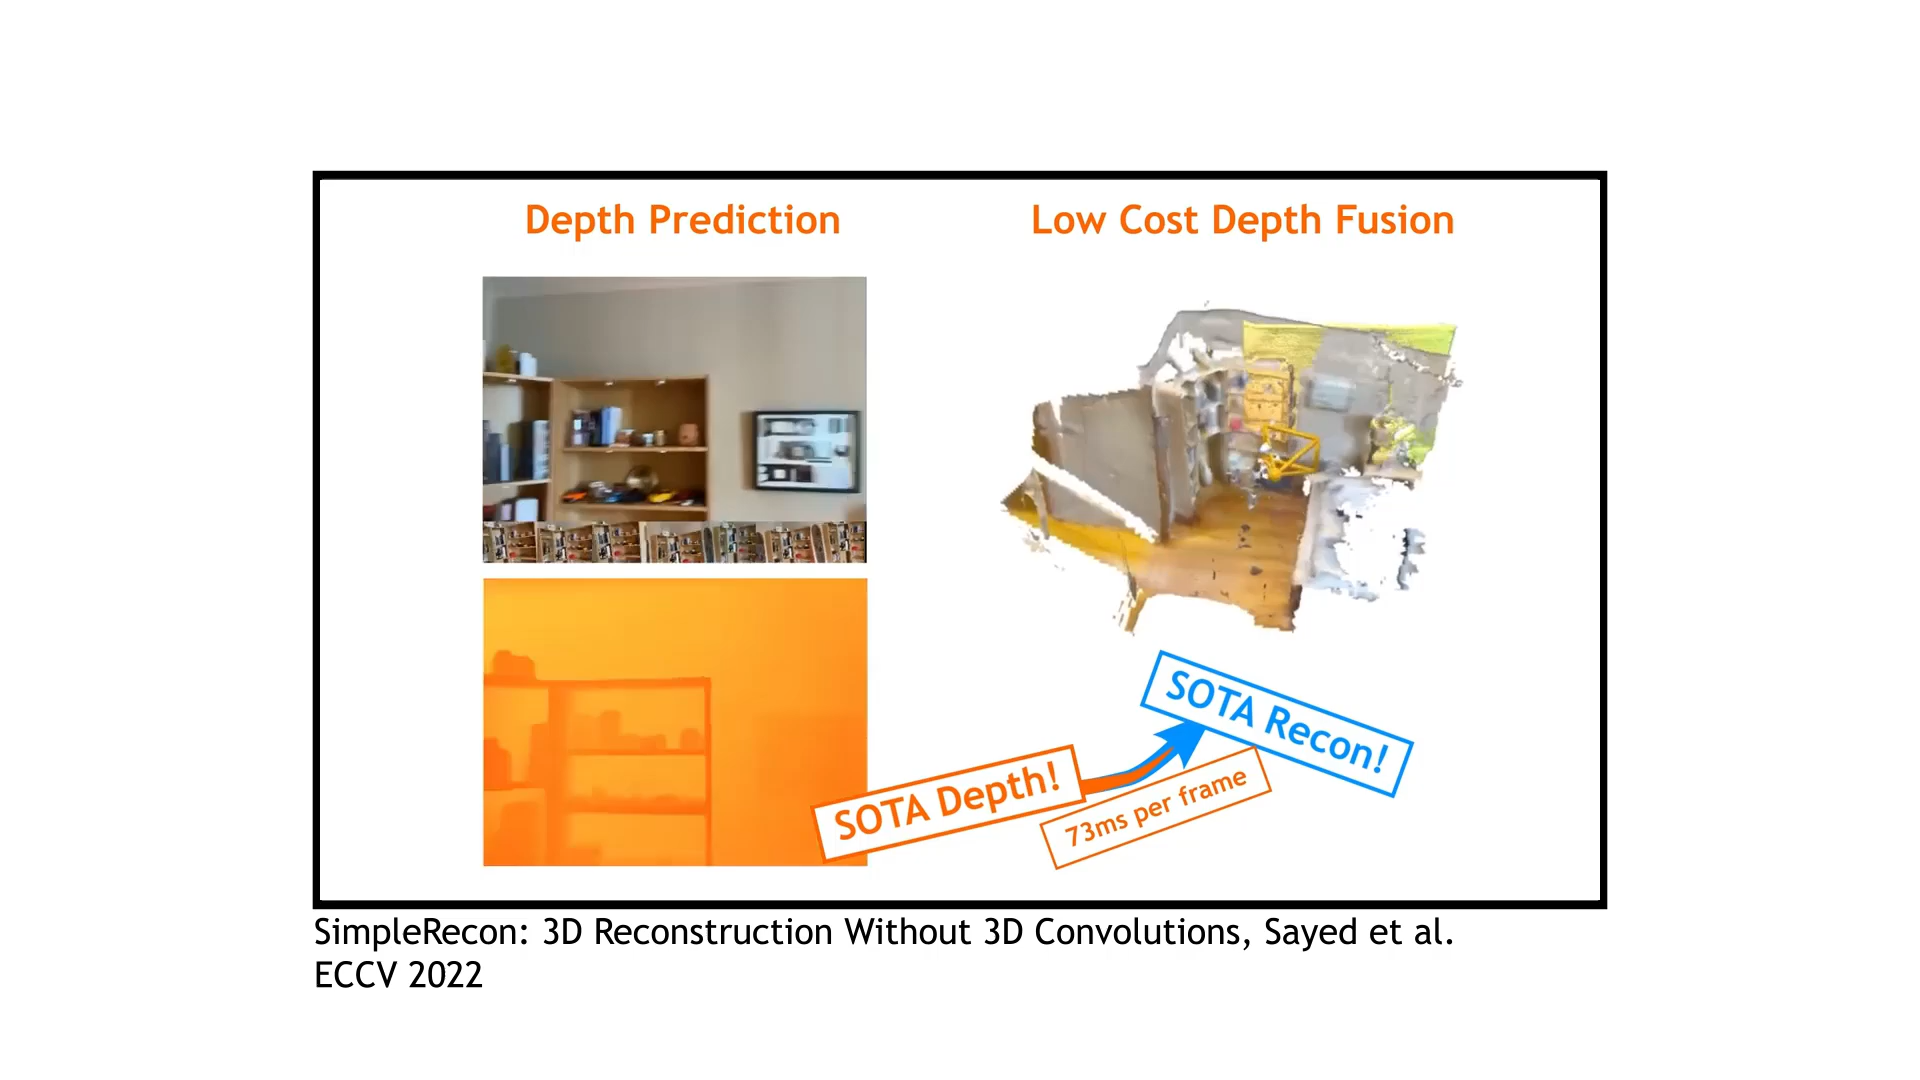 Depth Prediction
Low Cost Depth Fusion
SOTA Recon!
SOTA Depth!
73ms per frame
SimpleRecon: 3D Reconstruction Without 3D Convolutions, Sayed et al.
ECCV 2022